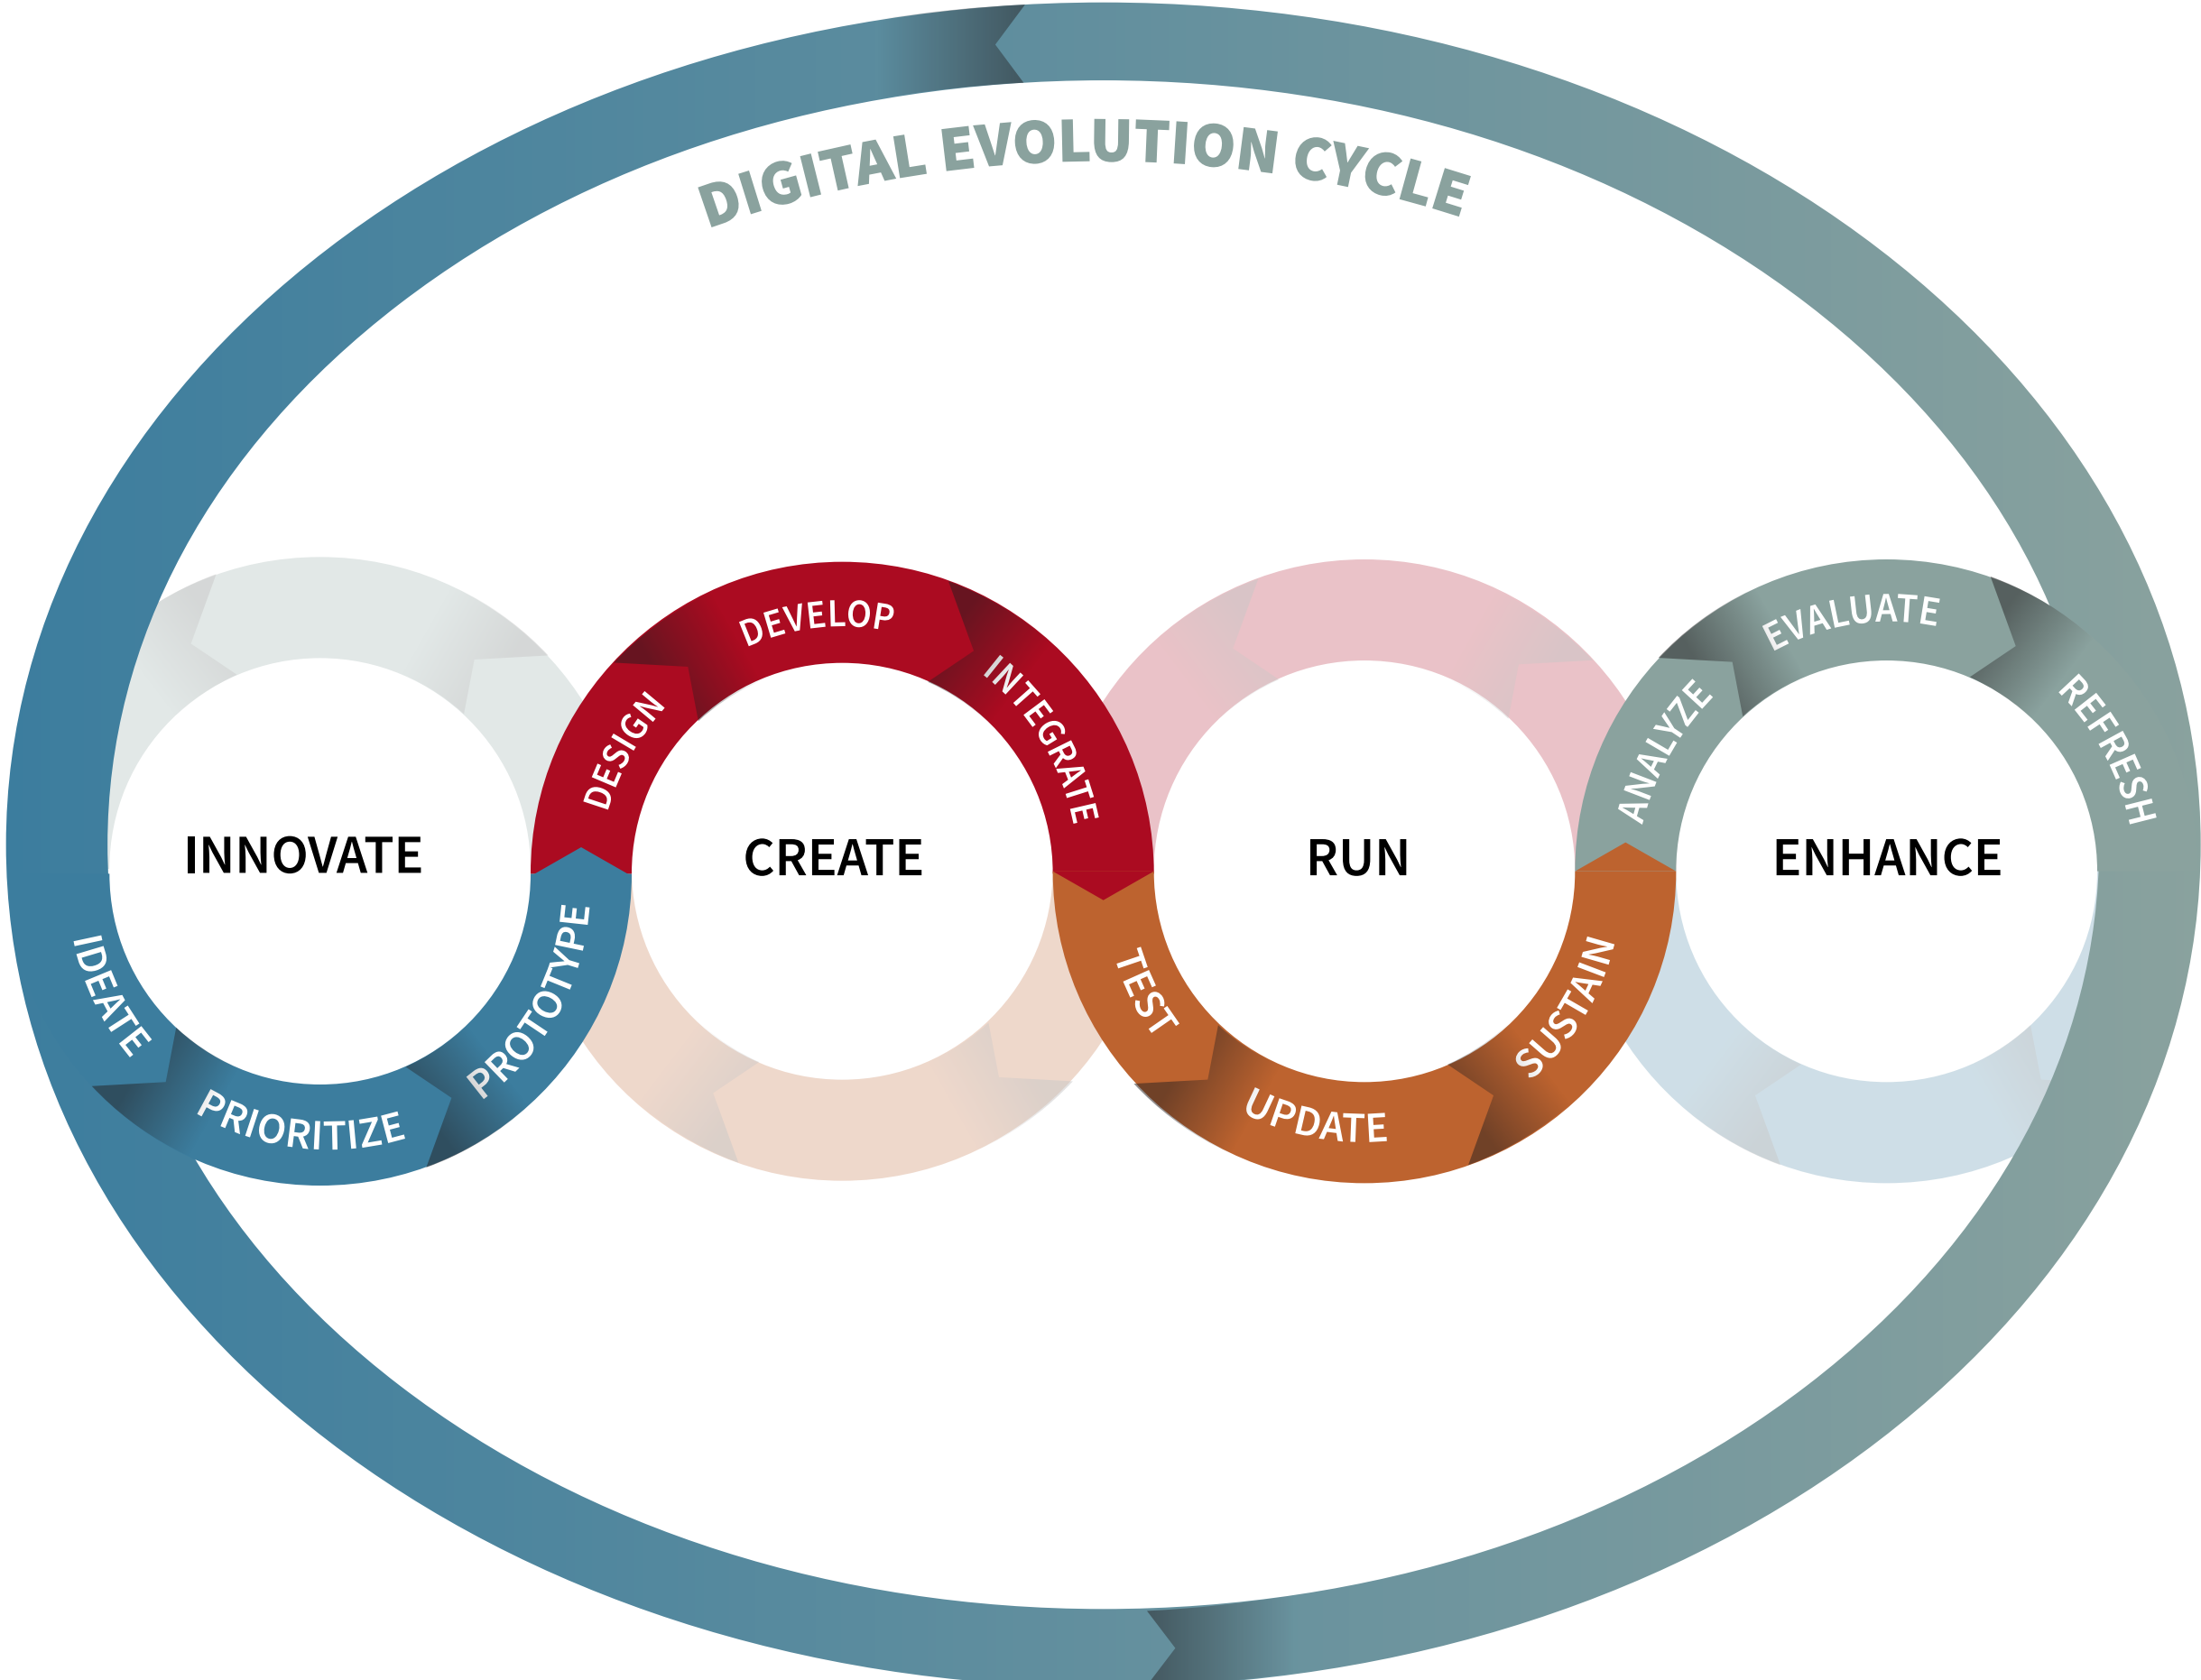 DIGITAL EVOLUTION CYCLE
INNOVATE
IDEATE
PRIORITIZE
PROTOTYPE
CREATE
DESIGN
DEVELOP
INTEGRATE
RUN
TEST
UPDATE
SUSTAIN
ENHANCE
ANALYZE
EVALUATE
REFRESH